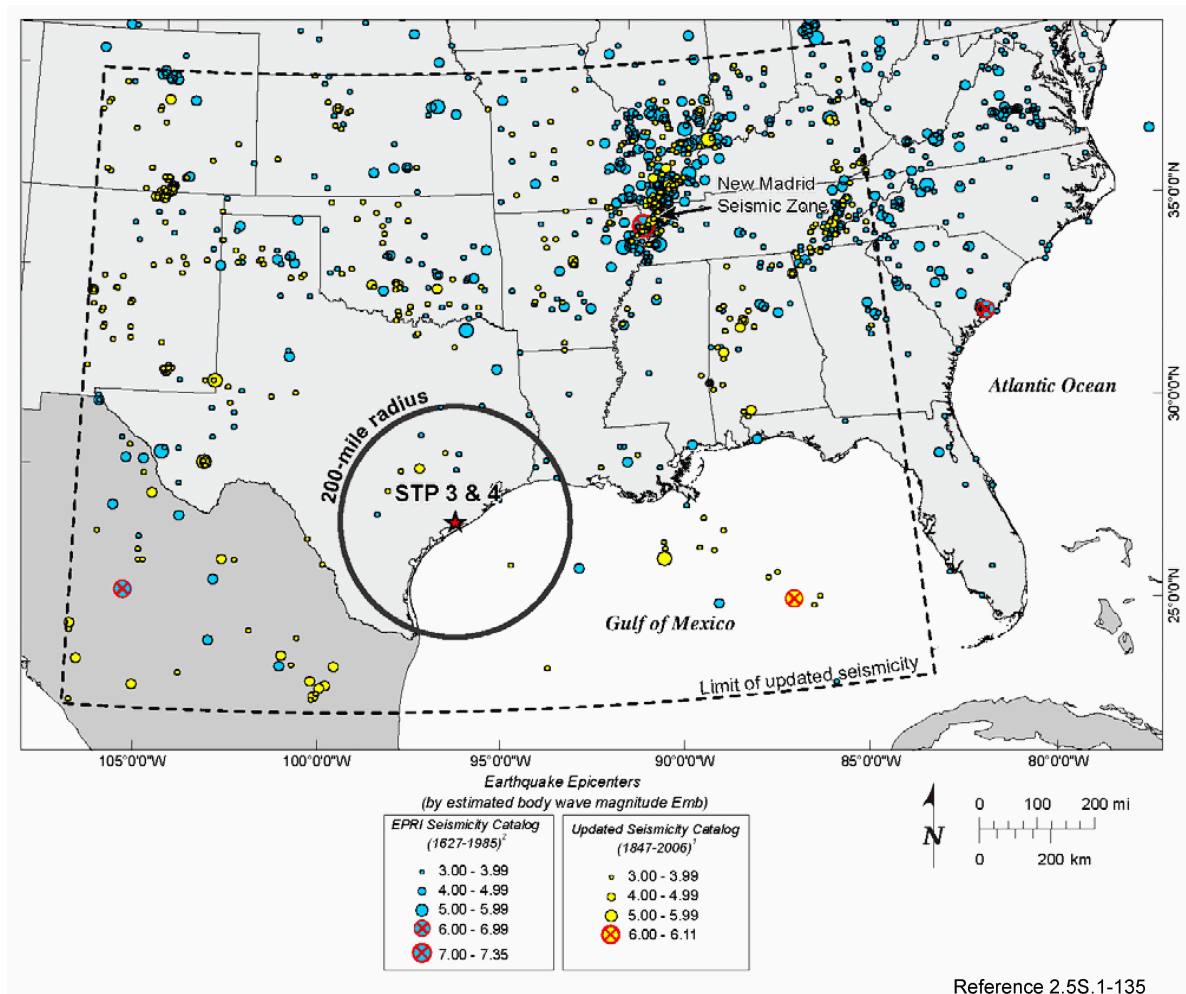 New Madrid
Seismic Zone
35°0'0"N
Atlantic Ocean
30°0'0"N
200-mile radius
STP 3 & 4
25°0'0"N
Gulf of Mexico
Limit of updated seismicity
105°0'0"W
100°0'0"W
95°0'0"W
90°0'0"W
85°0'0"W
80°0'0"W
Earthquake Epicenters
(by estimated body wave magnitude Emb)
EPRI Seismicity Catalog
(1627-1985)²
3.00 - 3.99
4.00 - 4.99
5.00 - 5.99
6.00 - 6.99
7.00 - 7.35
Updated Seismicity Catalog
(1847-2006)¹
3.00 - 3.99
4.00 - 4.99
5.00 - 5.99
6.00 - 6.11
N
0 100 200 mi
0 200 km
Reference 2.5S.1-135